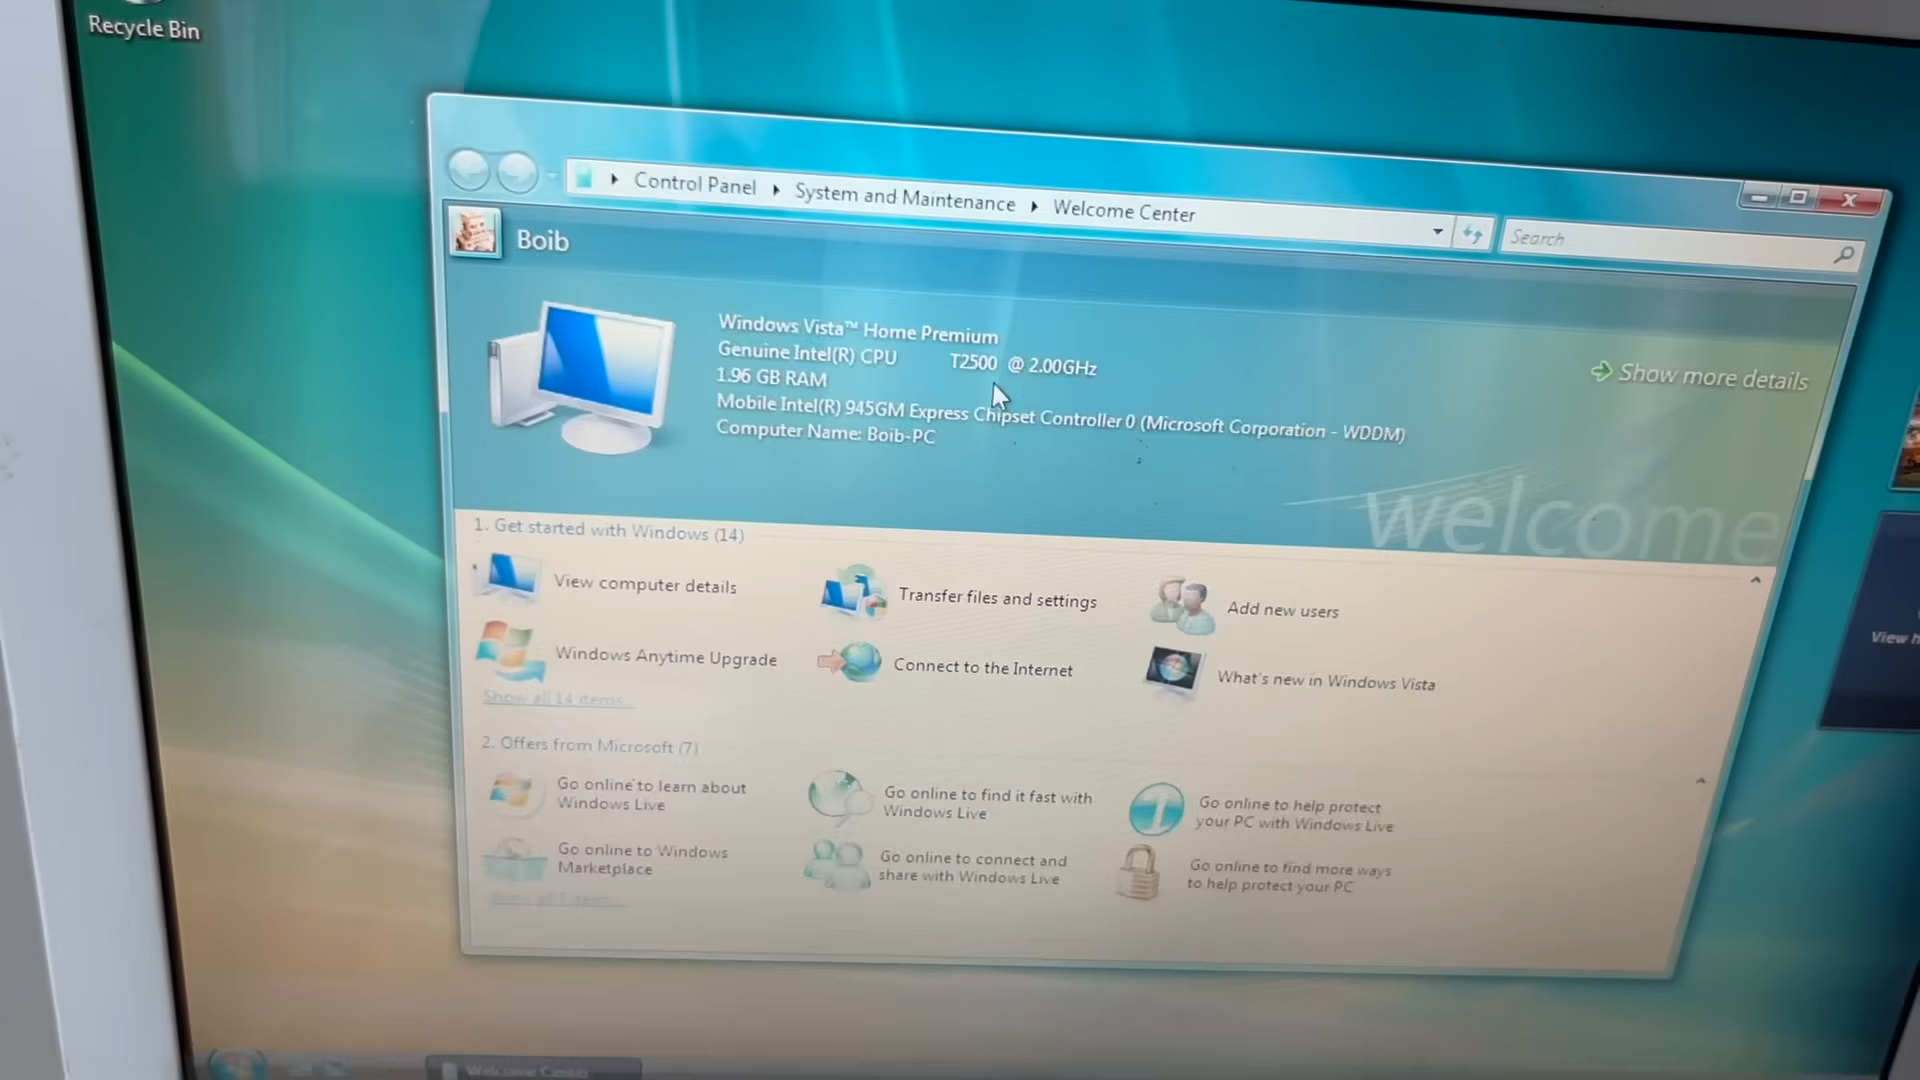 Recycle Bin
Control Panel
System and Maintenance
Welcome Center
Search
Boib
Windows Vista™ Home Premium
Genuine Intel(R) CPU T2500 @ 2.00GHz
1.96 GB RAM
Mobile Intel(R) 945GM Express Chipset Controller 0 (Microsoft Corporation - WDDM)
Computer Name: Boib-PC
Show more details
welcome
1. Get started with Windows (14)
View computer details
Transfer files and settings
Add new users
Windows Anytime Upgrade
Connect to the Internet
What's new in Windows Vista
Show all 14 items...
View
2. Offers from Microsoft (7)
Go online to learn about
Windows Live
Go online to find it fast with
Windows Live
Go online to help protect
your PC with Windows Live
Go online to Windows
Marketplace
Go online to connect and
share with Windows Live
Go online to find more ways
to help protect your PC
Show all 7 items...
Welcome Center